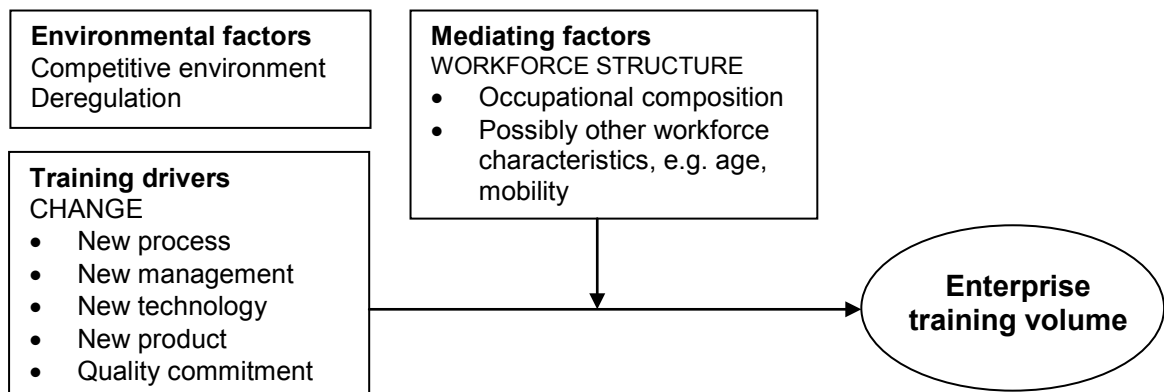 Environmental factors
Competitive environment
Deregulation
Mediating factors
WORKFORCE STRUCTURE
• Occupational composition
• Possibly other workforce
characteristics, e.g. age,
mobility
Training drivers
CHANGE
• New process
• New management
• New technology
• New product
• Quality commitment
Enterprise
training volume